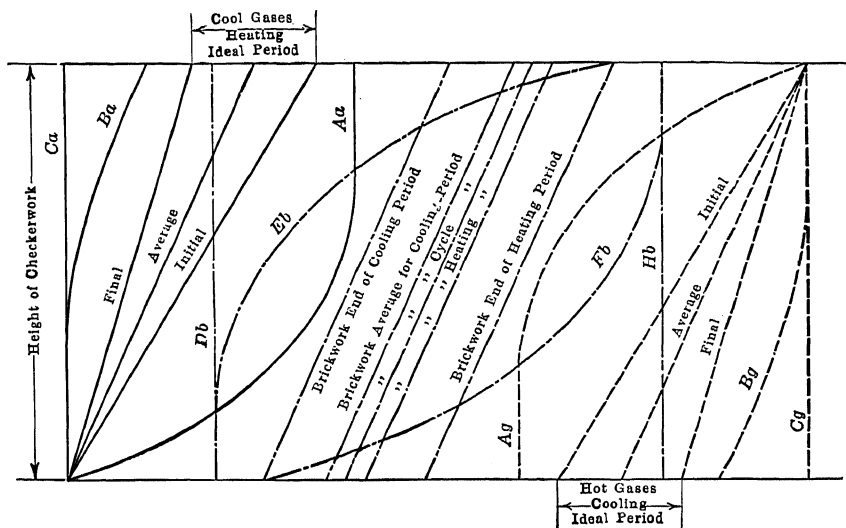 Cool Gases
Heating
Ideal Period
Height of Checkerwork
Ca
Ba
Final
Average
Initial
Db
Eb
Aa
Brickwork End of Cooling Period
Brickwork Average for Cooling-Period
„ „ Cycle „
„ „ Heating „
Brickwork End of Heating Period
Ag
Fb
Hb
Initial
Average
Final
Bg
Cg
Hot Gases
Cooling
Ideal Period